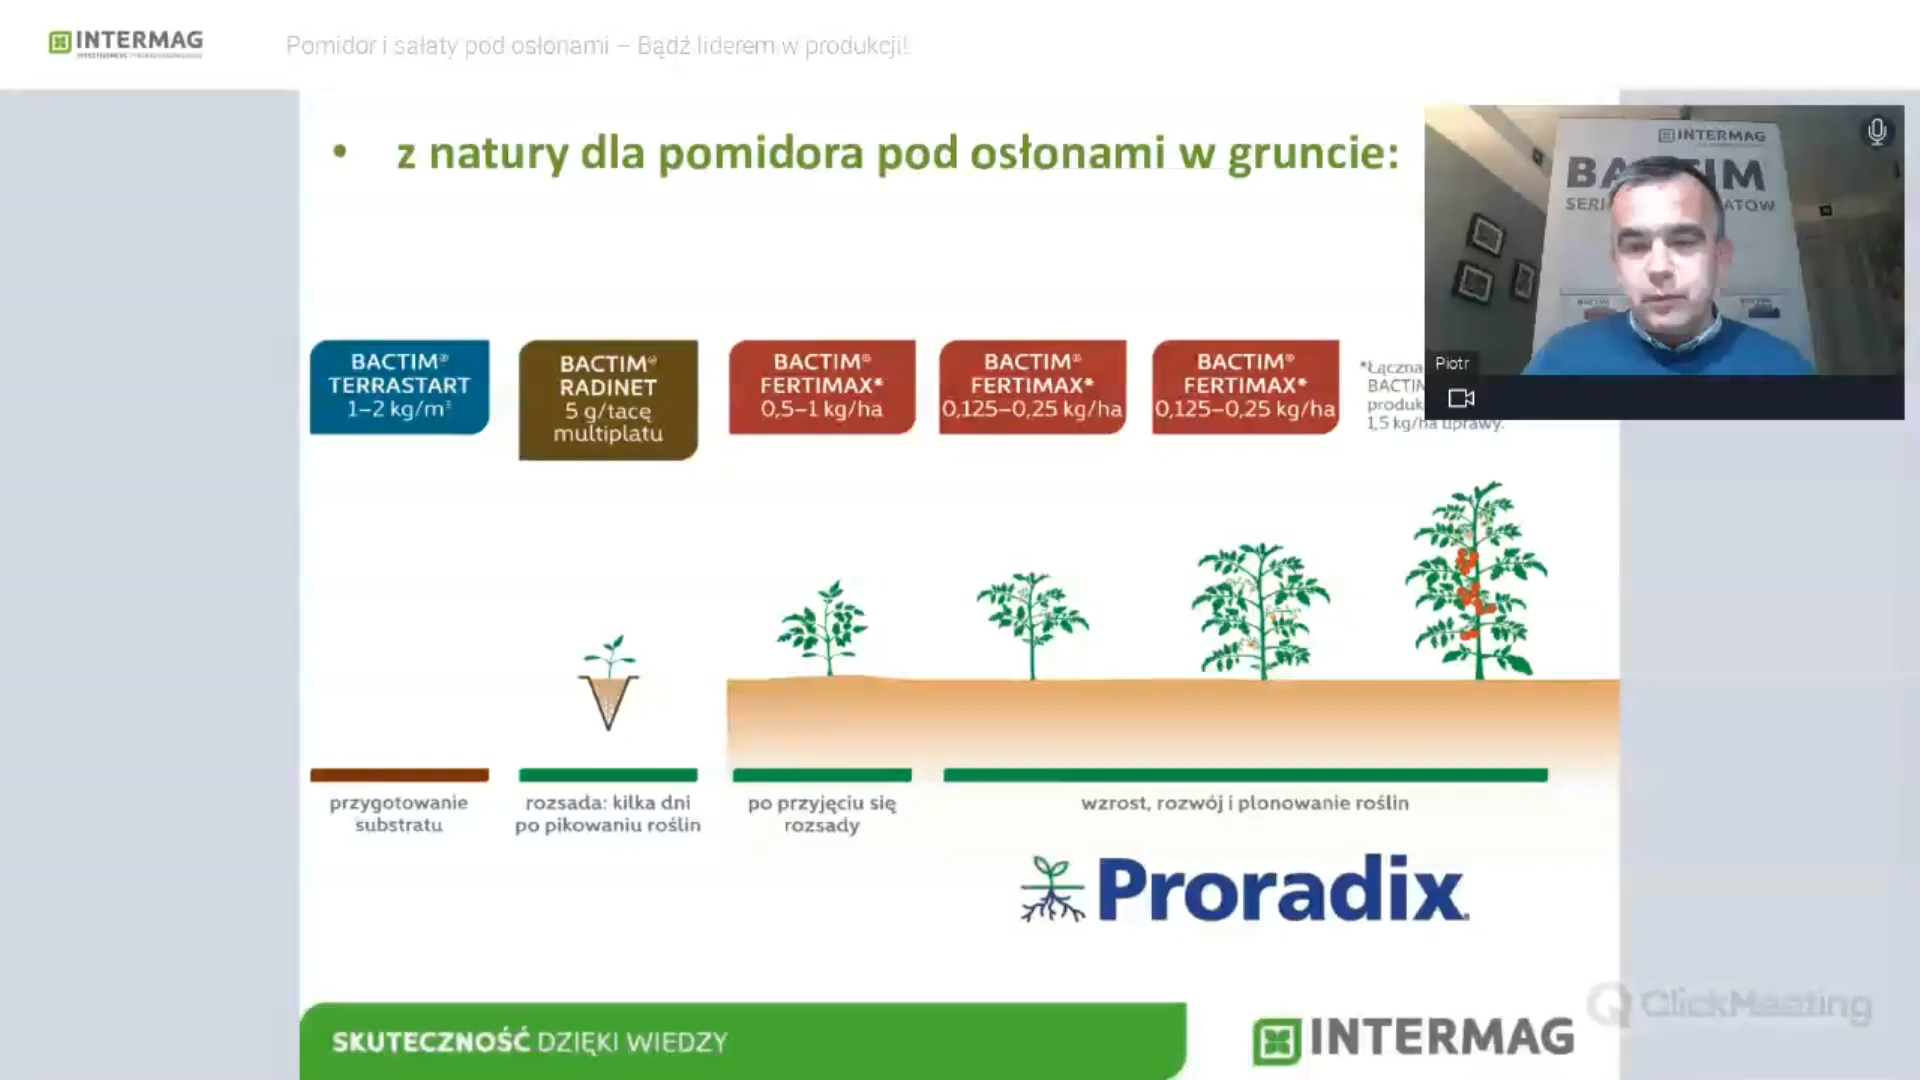 INTERMAG
Pomidor i sałaty pod osłonami – Bądź liderem w produkcji!
• z natury dla pomidora pod osłonami w gruncie:
INTERMAG
BACTIM
SERI
ATÓW
Piotr
BACTIM®
TERRASTART
1–2 kg/m³
BACTIM®
RADINET
5 g/tacę
multiplatu
BACTIM®
FERTIMAX*
0,5–1 kg/ha
BACTIM®
FERTIMAX*
0,125–0,25 kg/ha
BACTIM®
FERTIMAX*
0,125–0,25 kg/ha
*Łączna
BACTIM
produk
1,5 kg/ha uprawy.
przygotowanie
substratu
rozsada: kilka dni
po pikowaniu roślin
po przyjęciu się
rozsady
wzrost, rozwój i plonowanie roślin
Proradix
SKUTECZNOŚĆ DZIĘKI WIEDZY
INTERMAG
ClickMeeting